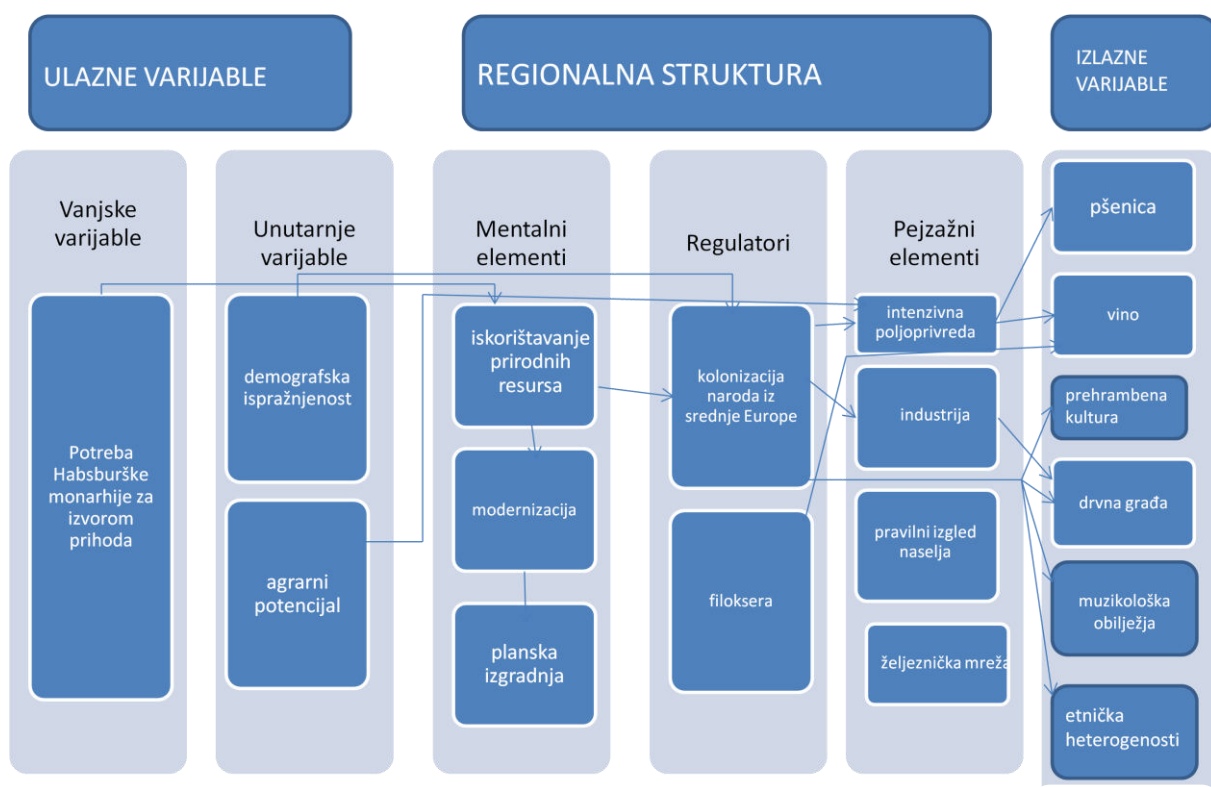 ULAZNE VARIJABLE
REGIONALNA STRUKTURA
IZLAZNE
VARIJABLE
Vanjske
varijable
Potreba
Habsburške
monarhije za
izvorom
prihoda
Unutarnje
varijable
demografska
ispražnjenost
agrarni
potencijal
Mentalni
elementi
iskorištavanje
prirodnih
resursa
modernizacija
planska
izgradnja
Regulatori
kolonizacija
naroda iz
srednje Europe
filoksera
Pejzažni
elementi
intenzivna
poljoprivreda
industrija
pravilni izgled
naselja
željeznička mreža
pšenica
vino
prehrambena
kultura
drvna građa
muzikološka
obilježja
etnička
heterogenosti